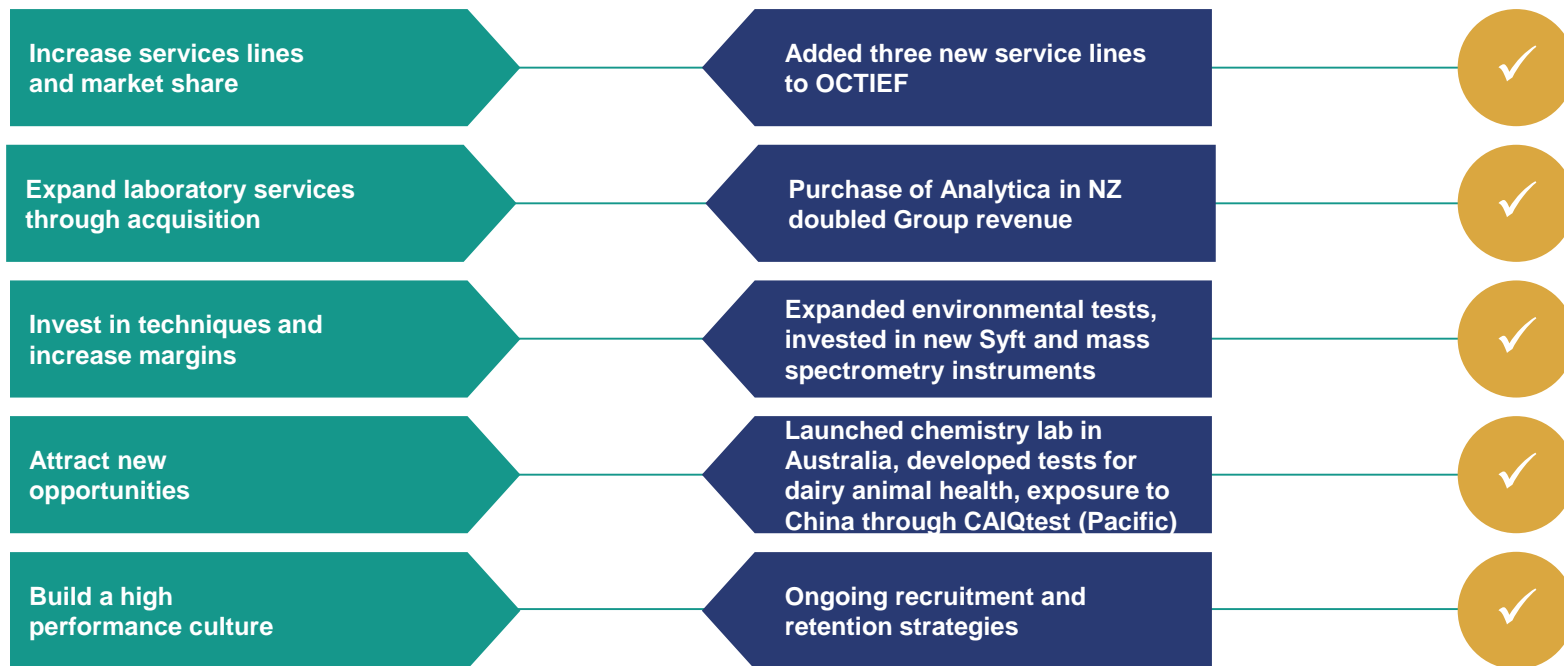 Increase services lines
and market share
Added three new service lines
to OCTIEF
✓
Expand laboratory services
through acquisition
Purchase of Analytica in NZ
doubled Group revenue
✓
Invest in techniques and
increase margins
Expanded environmental tests,
invested in new Syft and mass
spectrometry instruments
✓
Attract new
opportunities
Launched chemistry lab in
Australia, developed tests for
dairy animal health, exposure to
China through CAIQtest (Pacific)
✓
Build a high
performance culture
Ongoing recruitment and
retention strategies
✓